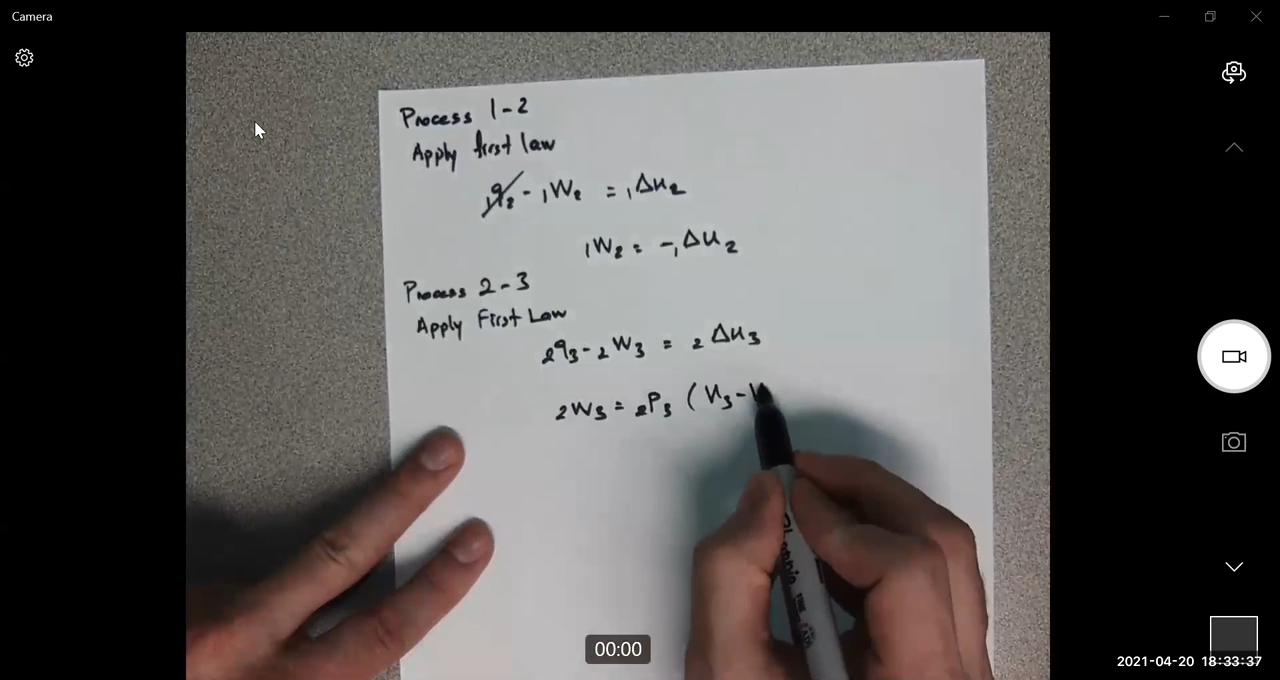 Camera
Process 1-2
Apply first law
₁q₂ - ₁W₂ = ₁Δu₂
₁W₂ = -₁Δu₂
Process 2-3
Apply First Law
₂q₃ - ₂W₃ = ₂Δu₃
₂W₃ = ₂P₃ (V₃-
Sharpie
00:00
2021-04-20 18:33:37